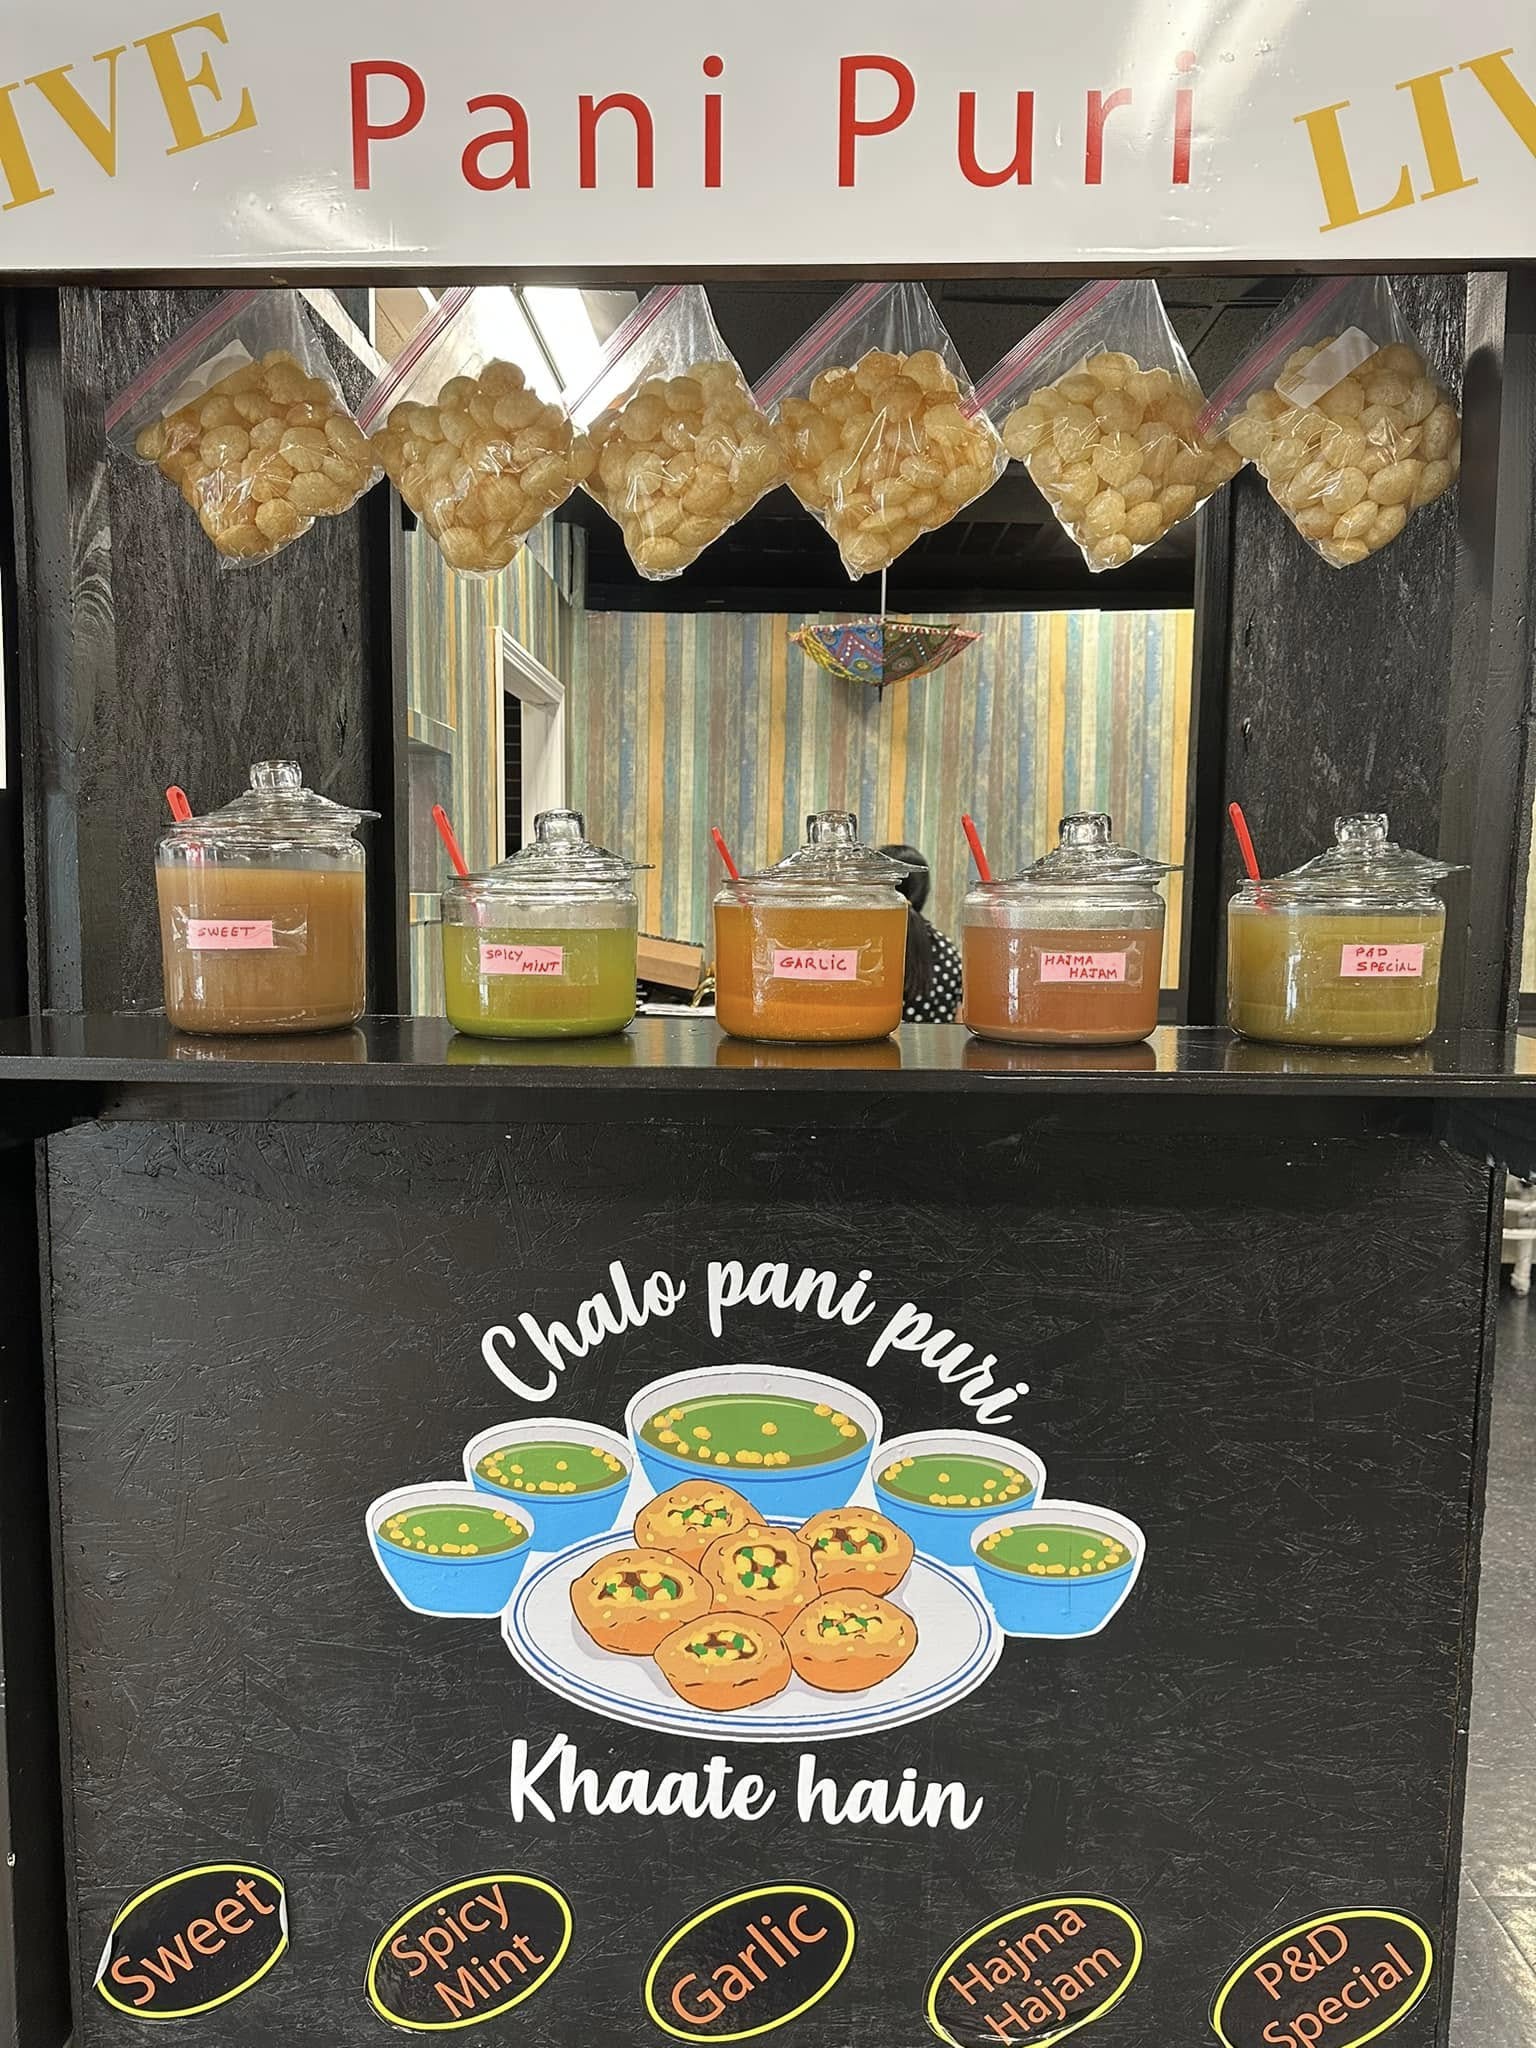 LIVE
Pani Puri
LIV
SWEET
SPICY
MINT
GARLIC
HAJMA
HAJAM
P&D
SPECIAL
Chalo pani puri
Khaate hain
Sweet
Spicy
Mint
Garlic
Hajma
Hajam
P&D
Special